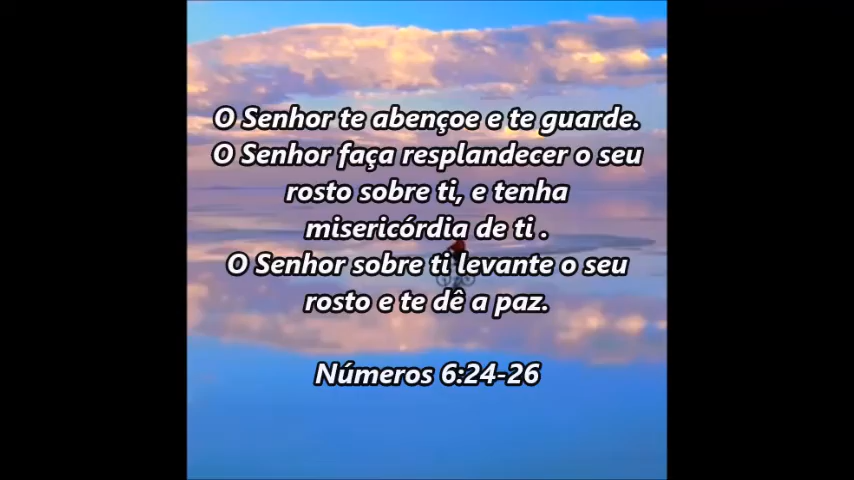 O Senhor te abençoe e te guarde.
O Senhor faça resplandecer o seu
rosto sobre ti, e tenha
misericórdia de ti .
O Senhor sobre ti levante o seu
rosto e te dê a paz.
Números 6:24-26